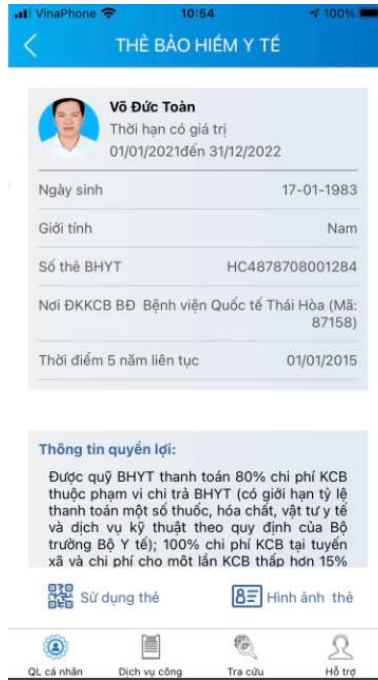 VinaPhone 10:54 100%
THẺ BẢO HIỂM Y TẾ
Võ Đức Toàn
Thời hạn có giá trị
01/01/2021đến 31/12/2022
Ngày sinh 17-01-1983
Giới tính Nam
Số thẻ BHYT HC4878708001284
Nơi ĐKKCB BĐ Bệnh viện Quốc tế Thái Hòa (Mã:
87158)
Thời điểm 5 năm liên tục 01/01/2015
Thông tin quyền lợi:
Được quỹ BHYT thanh toán 80% chi phí KCB
thuộc phạm vi chi trả BHYT (có giới hạn tỷ lệ
thanh toán một số thuốc, hóa chất, vật tư y tế
và dịch vụ kỹ thuật theo quy định của Bộ
trưởng Bộ Y tế); 100% chi phí KCB tại tuyến
xã và chi phí cho một lần KCB thấp hơn 15%
Sử dụng thẻ Hình ảnh thẻ
QL cá nhân Dịch vụ công Tra cứu Hỗ trợ